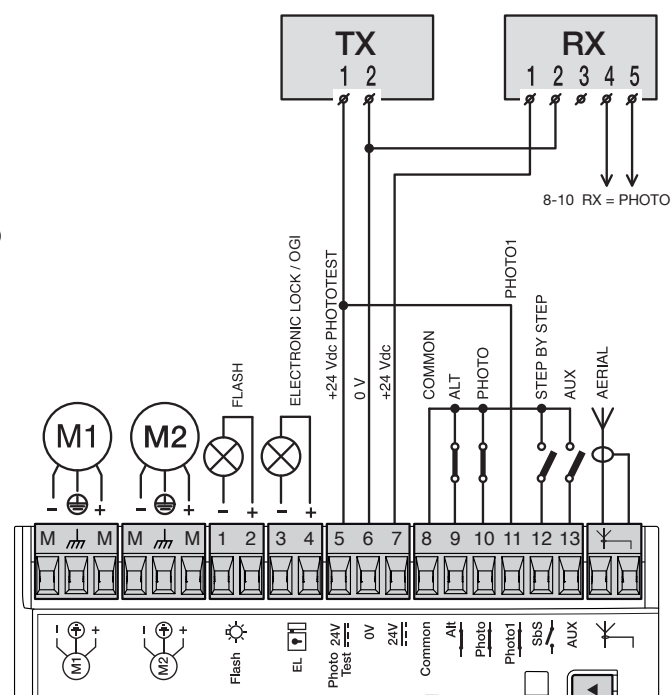 TX
1 2
RX
1 2 3 4 5
8-10 RX = PHOTO
FLASH
ELECTRONIC LOCK / OGI
+24 Vdc PHOTOTEST
0 V
+24 Vdc
COMMON
ALT
PHOTO
PHOTO1
STEP BY STEP
AUX
AERIAL
M1
M2
- +
- +
- +
- +
M M M M 1 2 3 4 5 6 7 8 9 10 11 12 13
- +
M1
- +
M2
Flash
EL
Photo 24V
Test
0V
24V
Common
Alt
Photo
Photo1
SbS
AUX